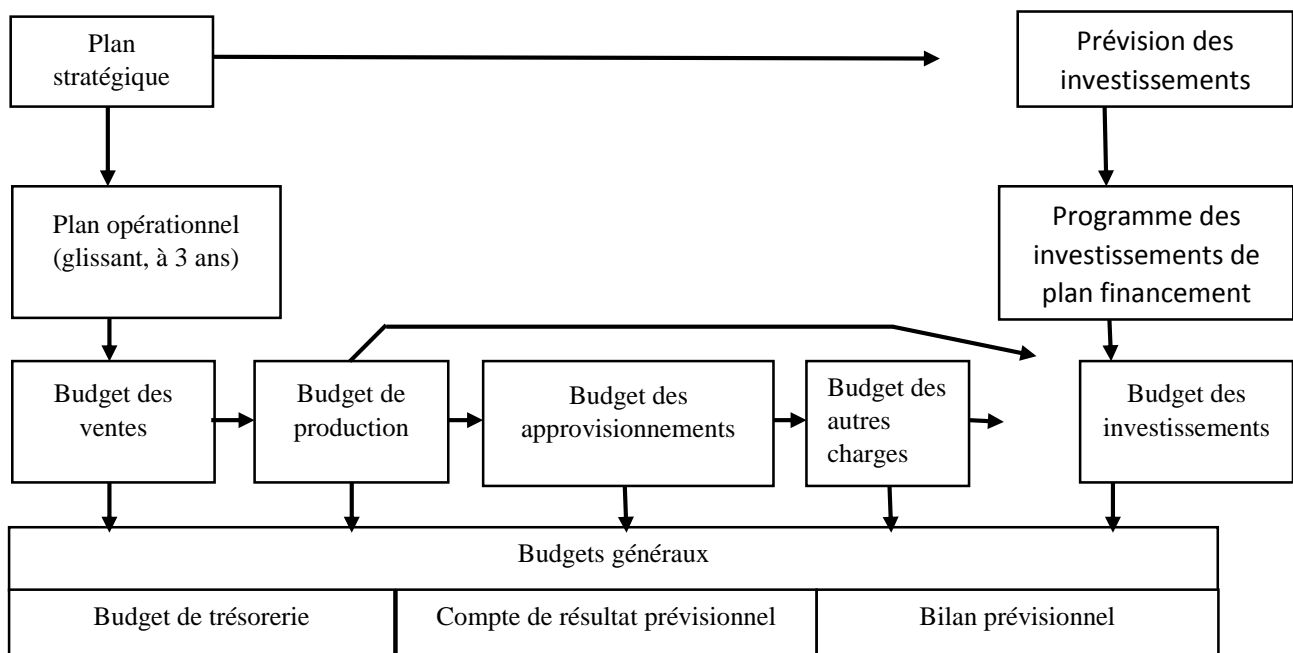 Plan
stratégique
Prévision des
investissements
Plan opérationnel
(glissant, à 3 ans)
Programme des
investissements de
plan financement
Budget des
ventes
Budget de
production
Budget des
approvisionnements
Budget des
autres
charges
Budget des
investissements
Budgets généraux
Budget de trésorerie
Compte de résultat prévisionnel
Bilan prévisionnel